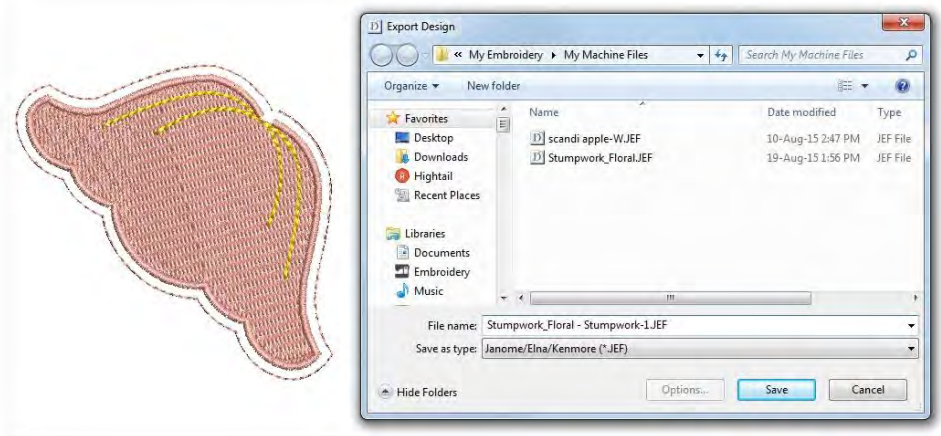 Export Design
« My Embroidery ▸ My Machine Files
Search My Machine Files
Organize ▾ New folder
Favorites
Desktop
Downloads
Hightail
Recent Places
Libraries
Documents
Embroidery
Music
Name Date modified Type
scandi apple-W.JEF 10-Aug-15 2:47 PM JEF File
Stumpwork_Floral.JEF 19-Aug-15 1:56 PM JEF File
File name: Stumpwork_Floral - Stumpwork-1.JEF
Save as type: Janome/Elna/Kenmore (*.JEF)
Hide Folders
Options... Save Cancel